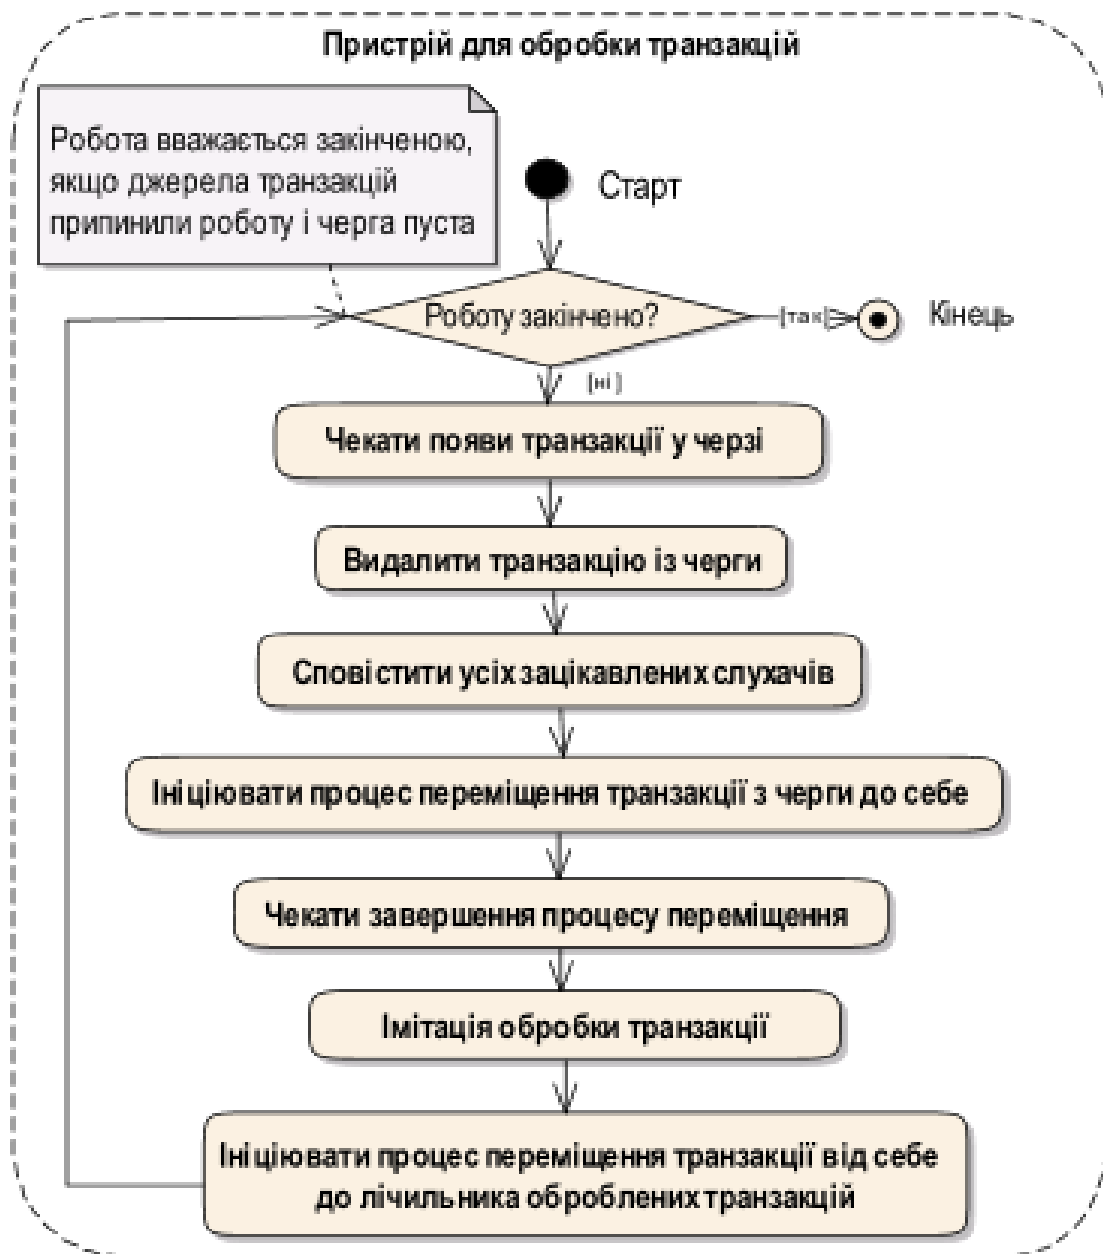 Пристрій для обробки транзакцій
Робота вважається закінченою,
якщо джерела транзакцій
припинили роботу і черга пуста
Старт
Роботу закінчено?
[так]
Кінець
[ні]
Чекати появи транзакції у черзі
Видалити транзакцію із черги
Сповістити усіх зацікавлених слухачів
Ініціювати процес переміщення транзакції з черги до себе
Чекати завершення процесу переміщення
Імітація обробки транзакції
Ініціювати процес переміщення транзакції від себе
до лічильника оброблених транзакцій